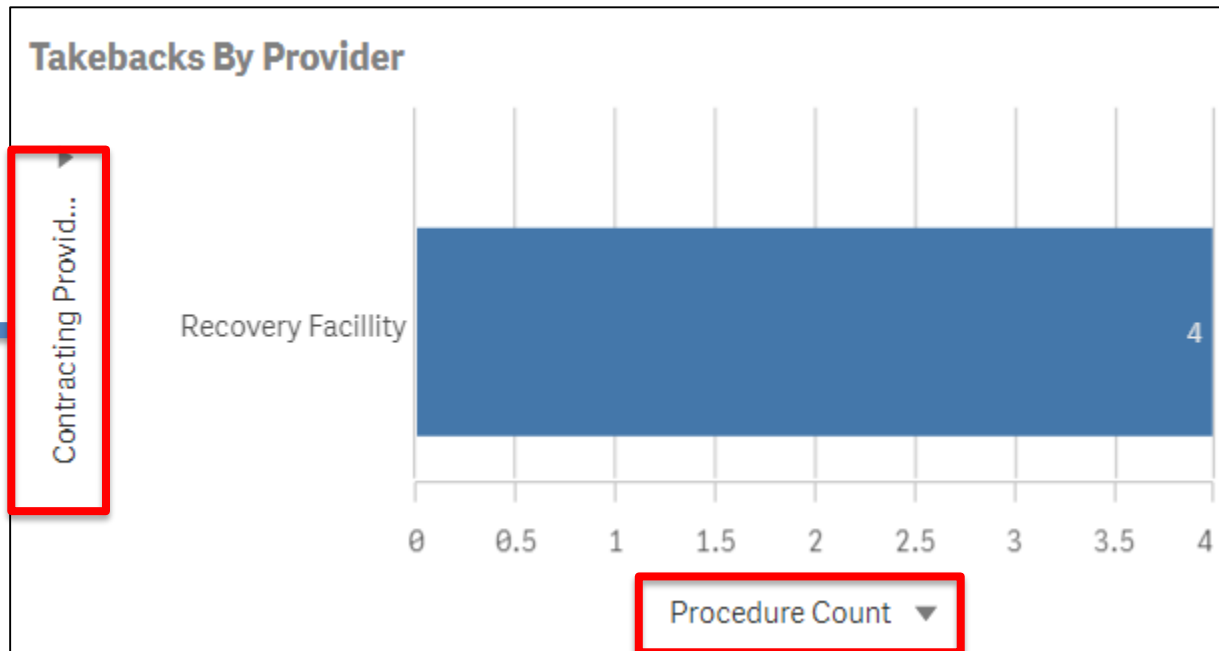 Takebacks By Provider
Contracting Provid...
Recovery Facillity
4
0 0.5 1 1.5 2 2.5 3 3.5 4
Procedure Count